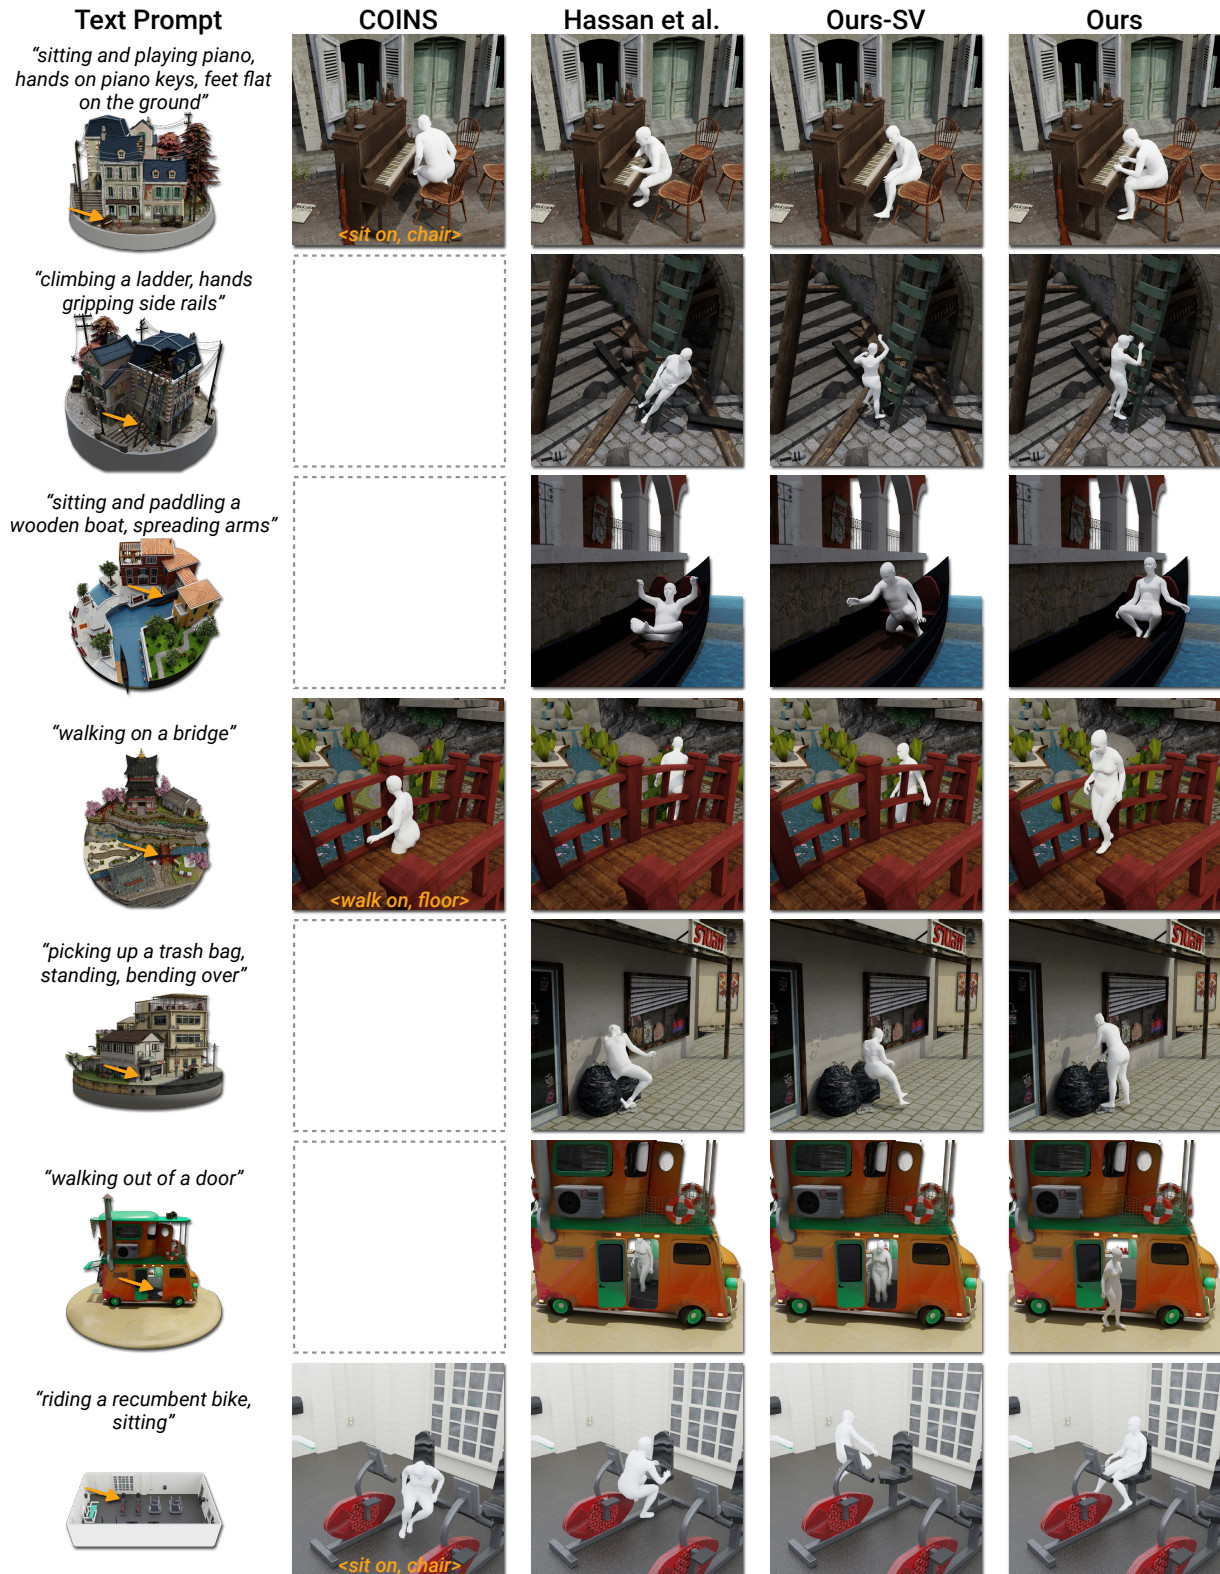 Text Prompt
COINS
Hassan et al.
Ours-SV
Ours
“sitting and playing piano,
hands on piano keys, feet flat
on the ground”
<sit on, chair>
“climbing a ladder, hands
gripping side rails”
“sitting and paddling a
wooden boat, spreading arms”
“walking on a bridge”
<walk on, floor>
“picking up a trash bag,
standing, bending over”
“walking out of a door”
“riding a recumbent bike,
sitting”
<sit on, chair>